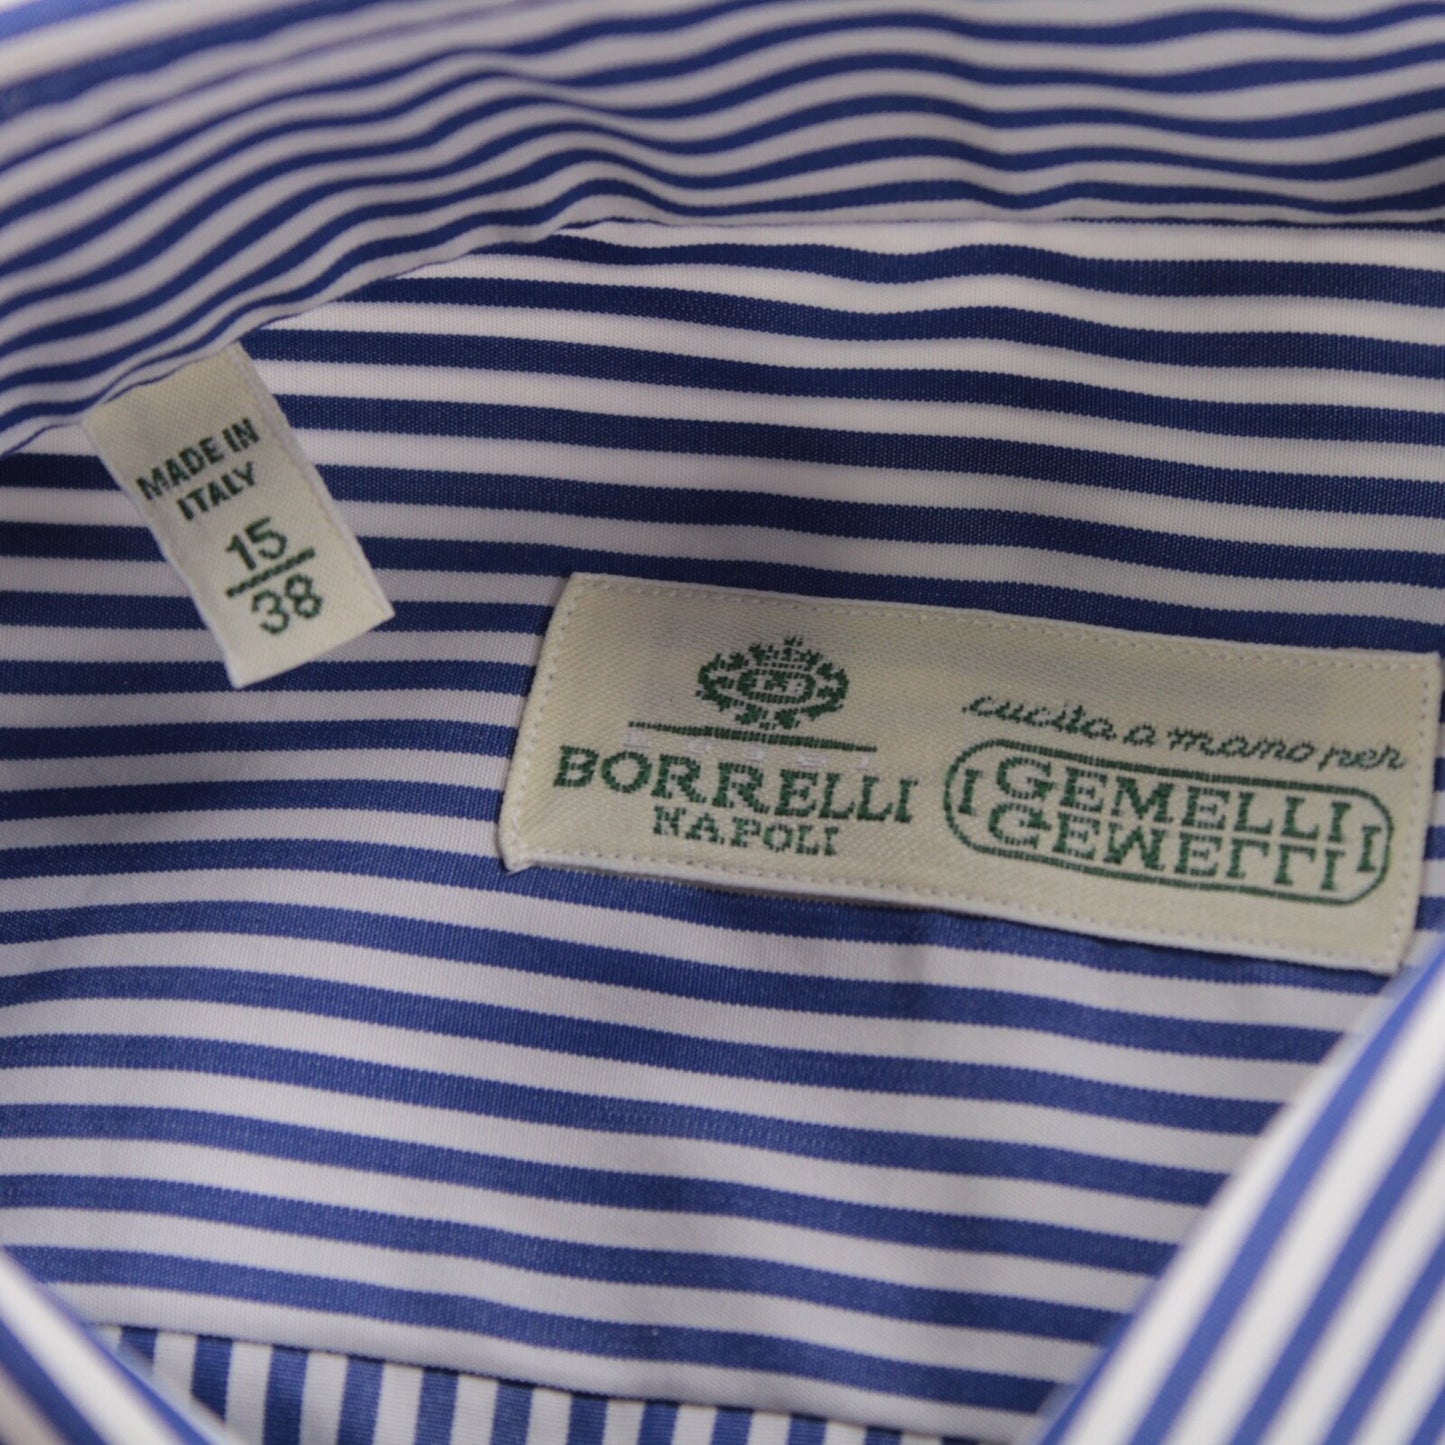 MADE IN
ITALY
15
38
BORRELLI
NAPOLI
cucita a mano per
I GEMELLI I
GEMELLI